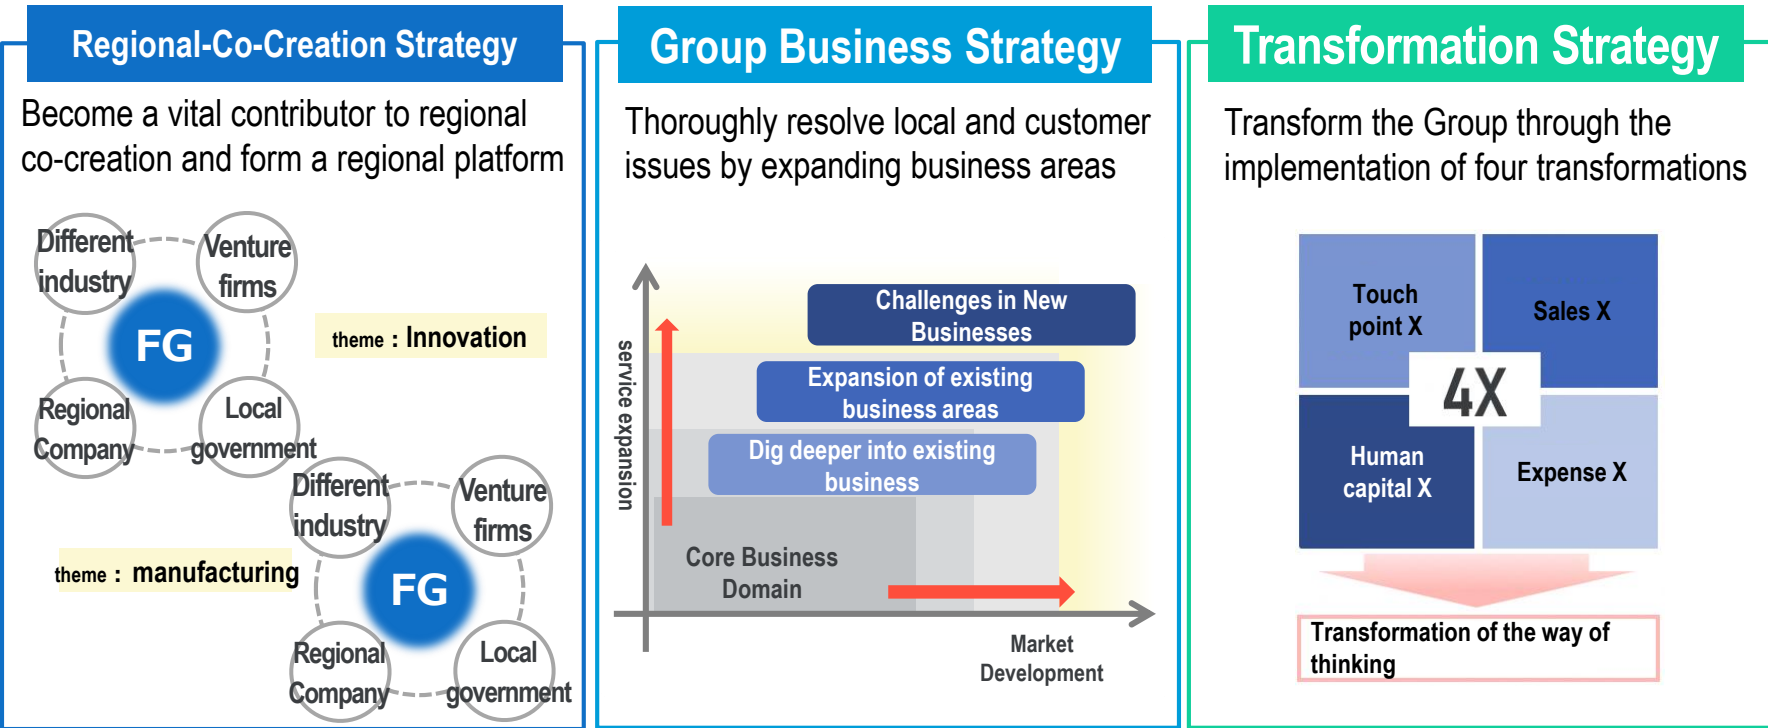 Regional-Co-Creation Strategy
Become a vital contributor to regional
co-creation and form a regional platform
Different
industry
Venture
firms
FG
Regional
Company
Local
government
theme : Innovation
Different
industry
Venture
firms
FG
Regional
Company
Local
government
theme : manufacturing
Group Business Strategy
Thoroughly resolve local and customer
issues by expanding business areas
service expansion
Challenges in New
Businesses
Expansion of existing
business areas
Dig deeper into existing
business
Core Business
Domain
Market
Development
Transformation Strategy
Transform the Group through the
implementation of four transformations
Touch
point X
Sales X
4X
Human
capital X
Expense X
Transformation of the way of
thinking